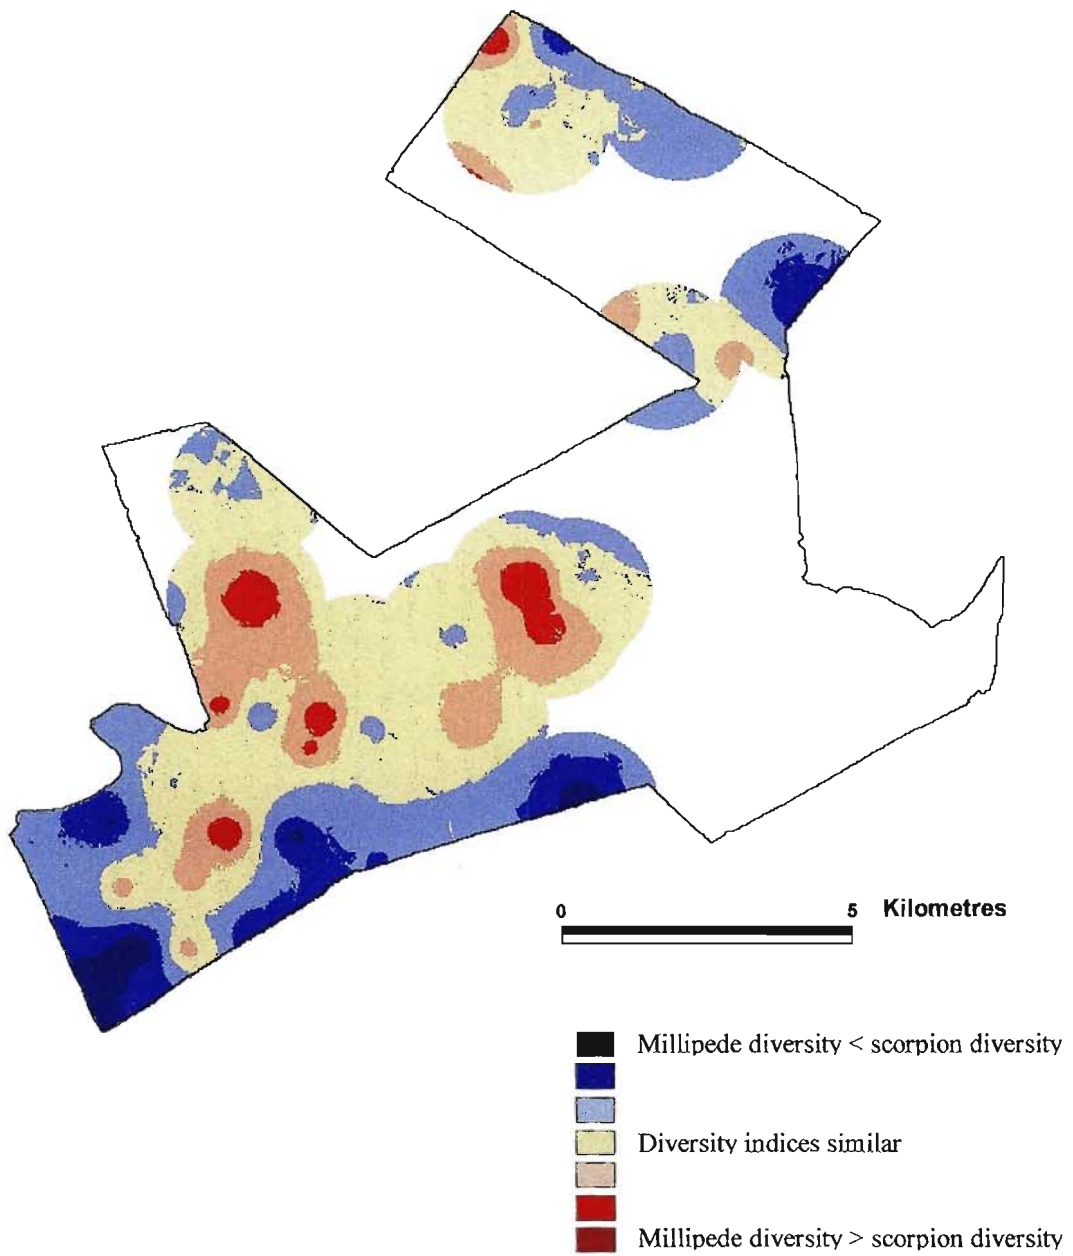 0 5 Kilometres
Millipede diversity < scorpion diversity
Diversity indices similar
Millipede diversity > scorpion diversity